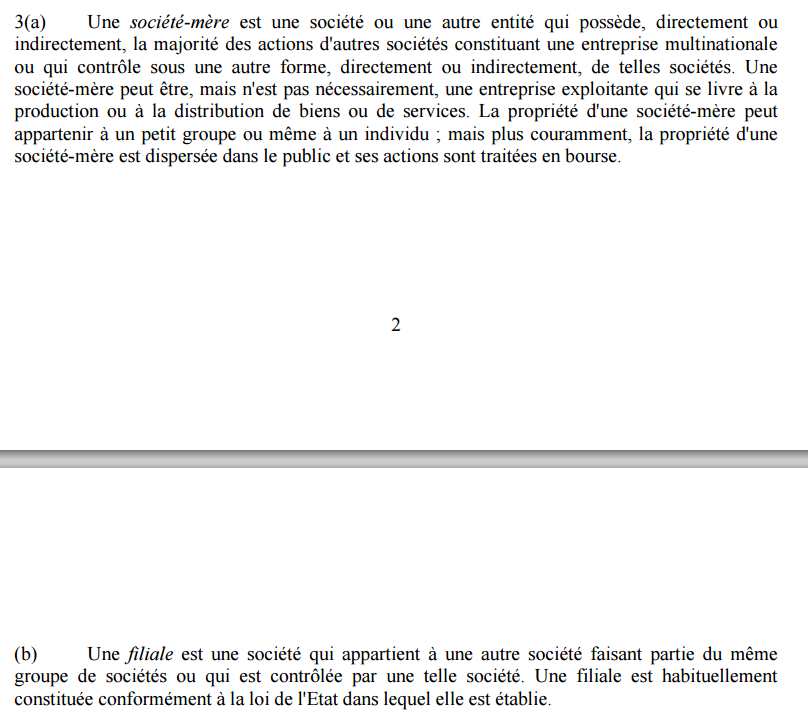 3(a) Une société-mère est une société ou une autre entité qui possède, directement ou
indirectement, la majorité des actions d'autres sociétés constituant une entreprise multinationale
ou qui contrôle sous une autre forme, directement ou indirectement, de telles sociétés. Une
société-mère peut être, mais n'est pas nécessairement, une entreprise exploitante qui se livre à la
production ou à la distribution de biens ou de services. La propriété d'une société-mère peut
appartenir à un petit groupe ou même à un individu ; mais plus couramment, la propriété d'une
société-mère est dispersée dans le public et ses actions sont traitées en bourse.
2
(b) Une filiale est une société qui appartient à une autre société faisant partie du même
groupe de sociétés ou qui est contrôlée par une telle société. Une filiale est habituellement
constituée conformément à la loi de l'Etat dans lequel elle est établie.